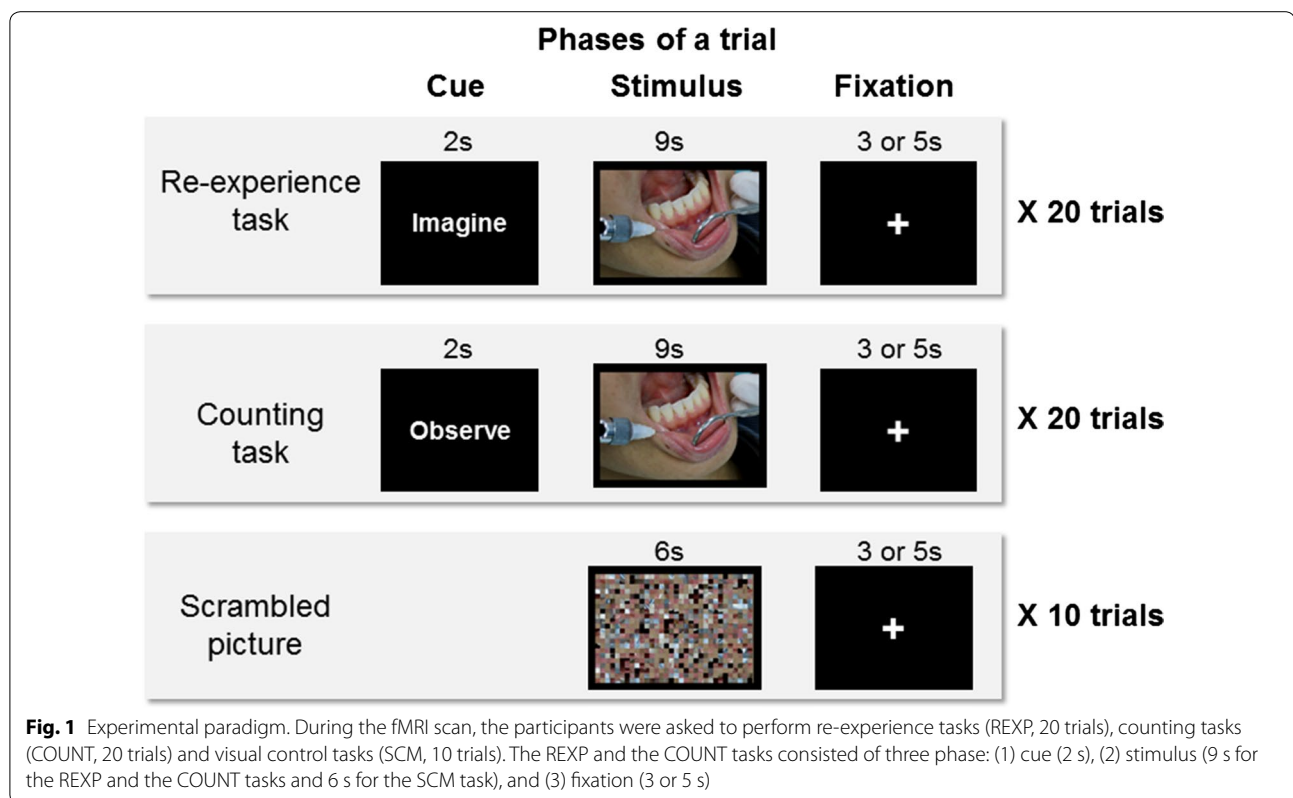 Phases of a trial
Cue Stimulus Fixation
2s 9s 3 or 5s
Re-experience
task
Imagine
+
X 20 trials
2s 9s 3 or 5s
Counting
task
Observe
+
X 20 trials
6s 3 or 5s
Scrambled
picture
+
X 10 trials
Fig. 1 Experimental paradigm. During the fMRI scan, the participants were asked to perform re-experience tasks (REXP, 20 trials), counting tasks
(COUNT, 20 trials) and visual control tasks (SCM, 10 trials). The REXP and the COUNT tasks consisted of three phase: (1) cue (2 s), (2) stimulus (9 s for
the REXP and the COUNT tasks and 6 s for the SCM task), and (3) fixation (3 or 5 s)